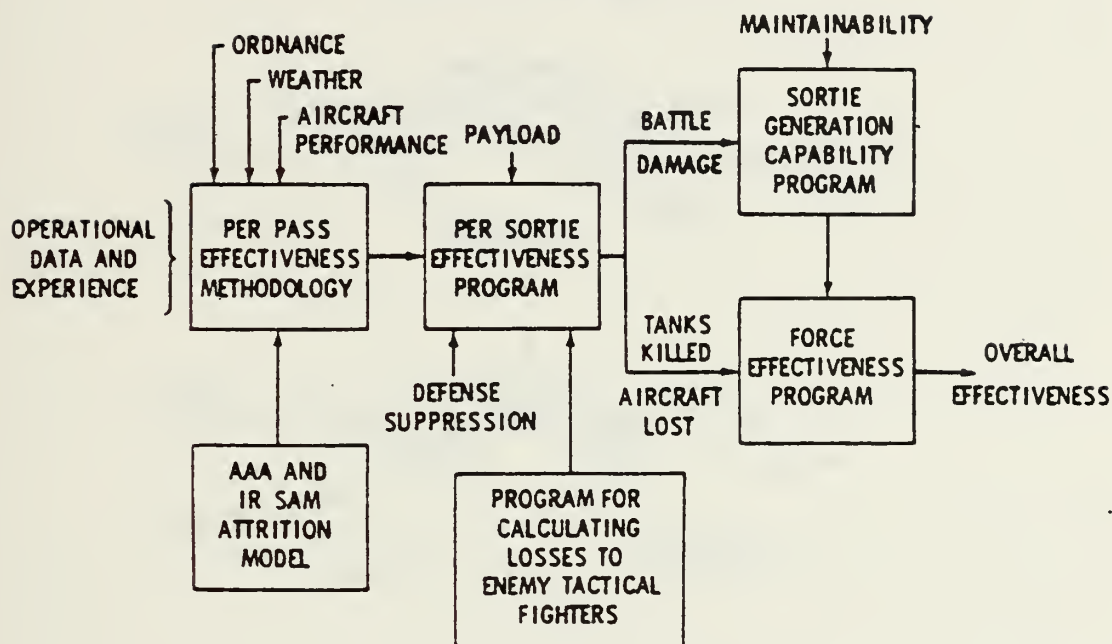 MAINTAINABILITY
ORDNANCE
WEATHER
AIRCRAFT
PERFORMANCE
PAYLOAD
BATTLE
DAMAGE
SORTIE
GENERATION
CAPABILITY
PROGRAM
OPERATIONAL
DATA AND
EXPERIENCE
PER PASS
EFFECTIVENESS
METHODOLOGY
PER SORTIE
EFFECTIVENESS
PROGRAM
TANKS
KILLED
AIRCRAFT
LOST
FORCE
EFFECTIVENESS
PROGRAM
OVERALL
EFFECTIVENESS
DEFENSE
SUPPRESSION
AAA AND
IR SAM
ATTRITION
MODEL
PROGRAM FOR
CALCULATING
LOSSES TO
ENEMY TACTICAL
FIGHTERS